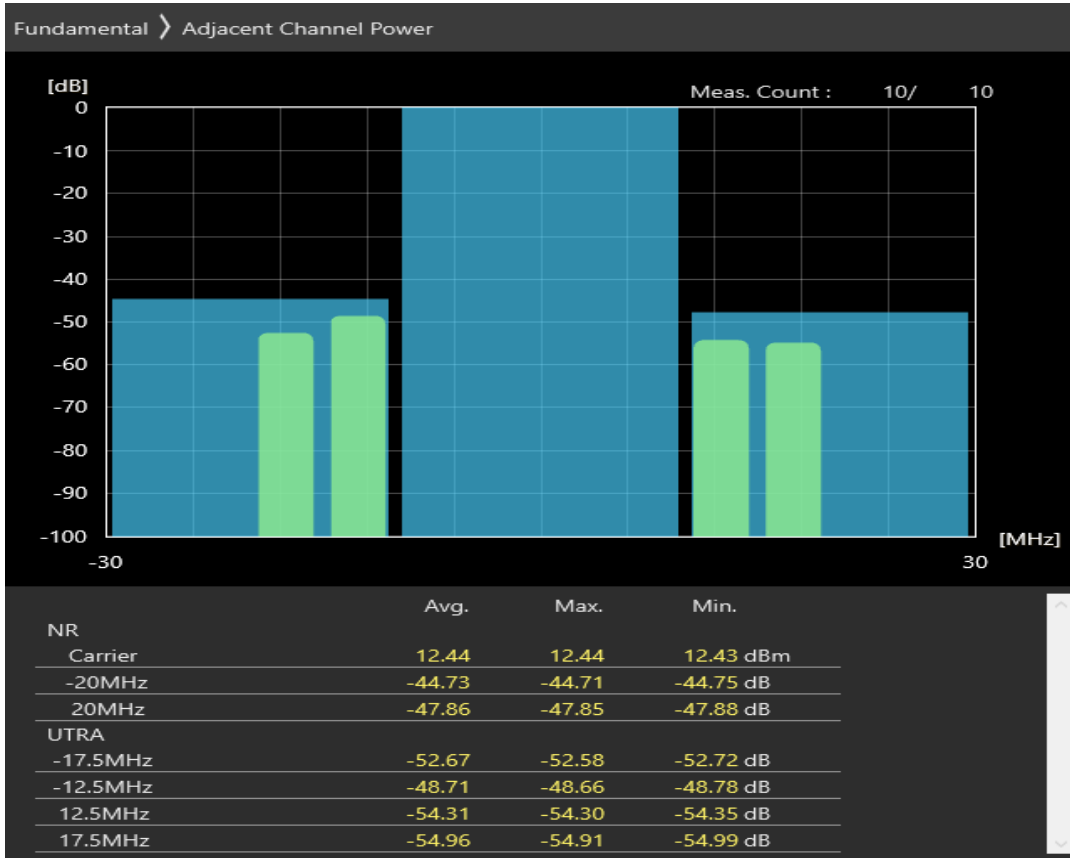 Fundamental 〉 Adjacent Channel Power
[dB]
Meas. Count : 10/ 10
0
-10
-20
-30
-40
-50
-60
-70
-80
-90
-100
[MHz]
-30 30
Avg. Max. Min.
NR
Carrier 12.44 12.44 12.43 dBm
-20MHz -44.73 -44.71 -44.75 dB
20MHz -47.86 -47.85 -47.88 dB
UTRA
-17.5MHz -52.67 -52.58 -52.72 dB
-12.5MHz -48.71 -48.66 -48.78 dB
12.5MHz -54.31 -54.30 -54.35 dB
17.5MHz -54.96 -54.91 -54.99 dB